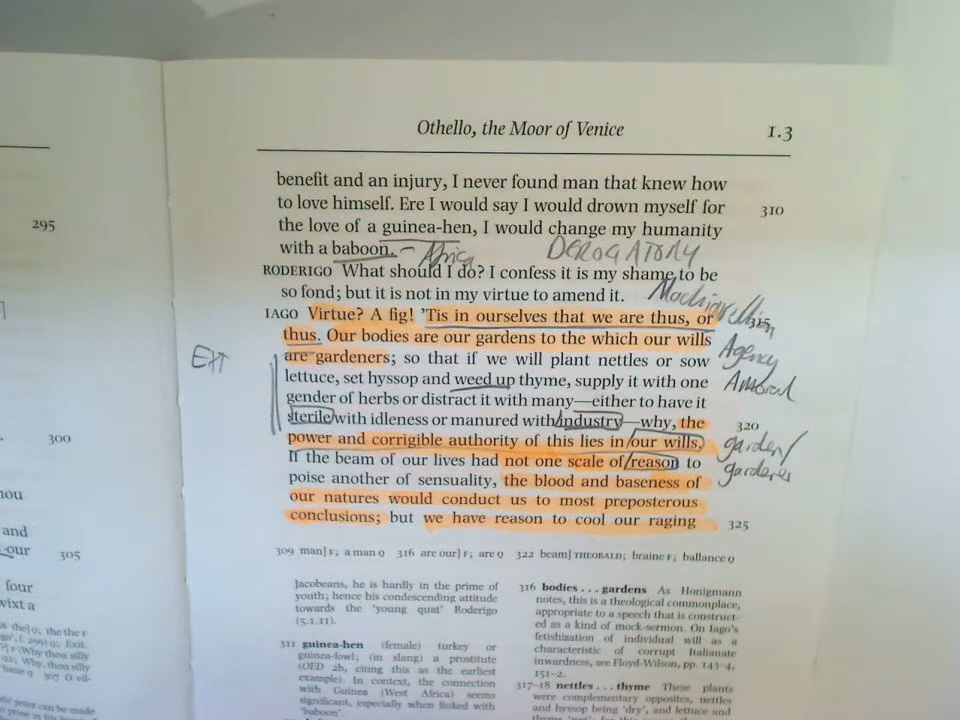 Othello, the Moor of Venice 1.3
295
benefit and an injury, I never found man that knew how
to love himself. Ere I would say I would drown myself for 310
the love of a guinea-hen, I would change my humanity
with a baboon. – Africa DEROGATORY
RODERIGO What should I do? I confess it is my shame to be
so fond; but it is not in my virtue to amend it. Machiavellian
IAGO Virtue? A fig! 'Tis in ourselves that we are thus, or 315
thus. Our bodies are our gardens to the which our wills Agency
EXT are gardeners; so that if we will plant nettles or sow
lettuce, set hyssop and weed up thyme, supply it with one Amoral
gender of herbs or distract it with many—either to have it
sterile with idleness or manured with industry—why, the 320
300
power and corrigible authority of this lies in our wills. garden/
If the beam of our lives had not one scale of reason to gardener
poise another of sensuality, the blood and baseness of
our natures would conduct us to most preposterous
conclusions; but we have reason to cool our raging 325
and
our 305
four
309 man] F; a man Q 316 are our] F; are Q 322 beam] THEOBALD; braine F; ballance Q
Jacobeans, he is hardly in the prime of
youth; hence his condescending attitude
towards the 'young quat' Roderigo
(5.1.11).
311 guinea-hen (female) turkey or
guinea-fowl; (in slang) a prostitute
(OED 2b, citing this as the earliest
example). In context, the connection
with Guinea (West Africa) seems
significant, especially when linked with
'baboon'.
316 bodies . . . gardens As Honigmann
notes, this is a theological commonplace,
appropriate to a speech that is construct-
ed as a kind of mock-sermon. On Iago's
fetishization of individual will as a
characteristic of corrupt Italianate
inwardness, see Floyd-Wilson, pp. 143–4,
151–2.
317–18 nettles . . . thyme These plants
were complementary opposites, nettles
and hyssop being 'dry', and lettuce and